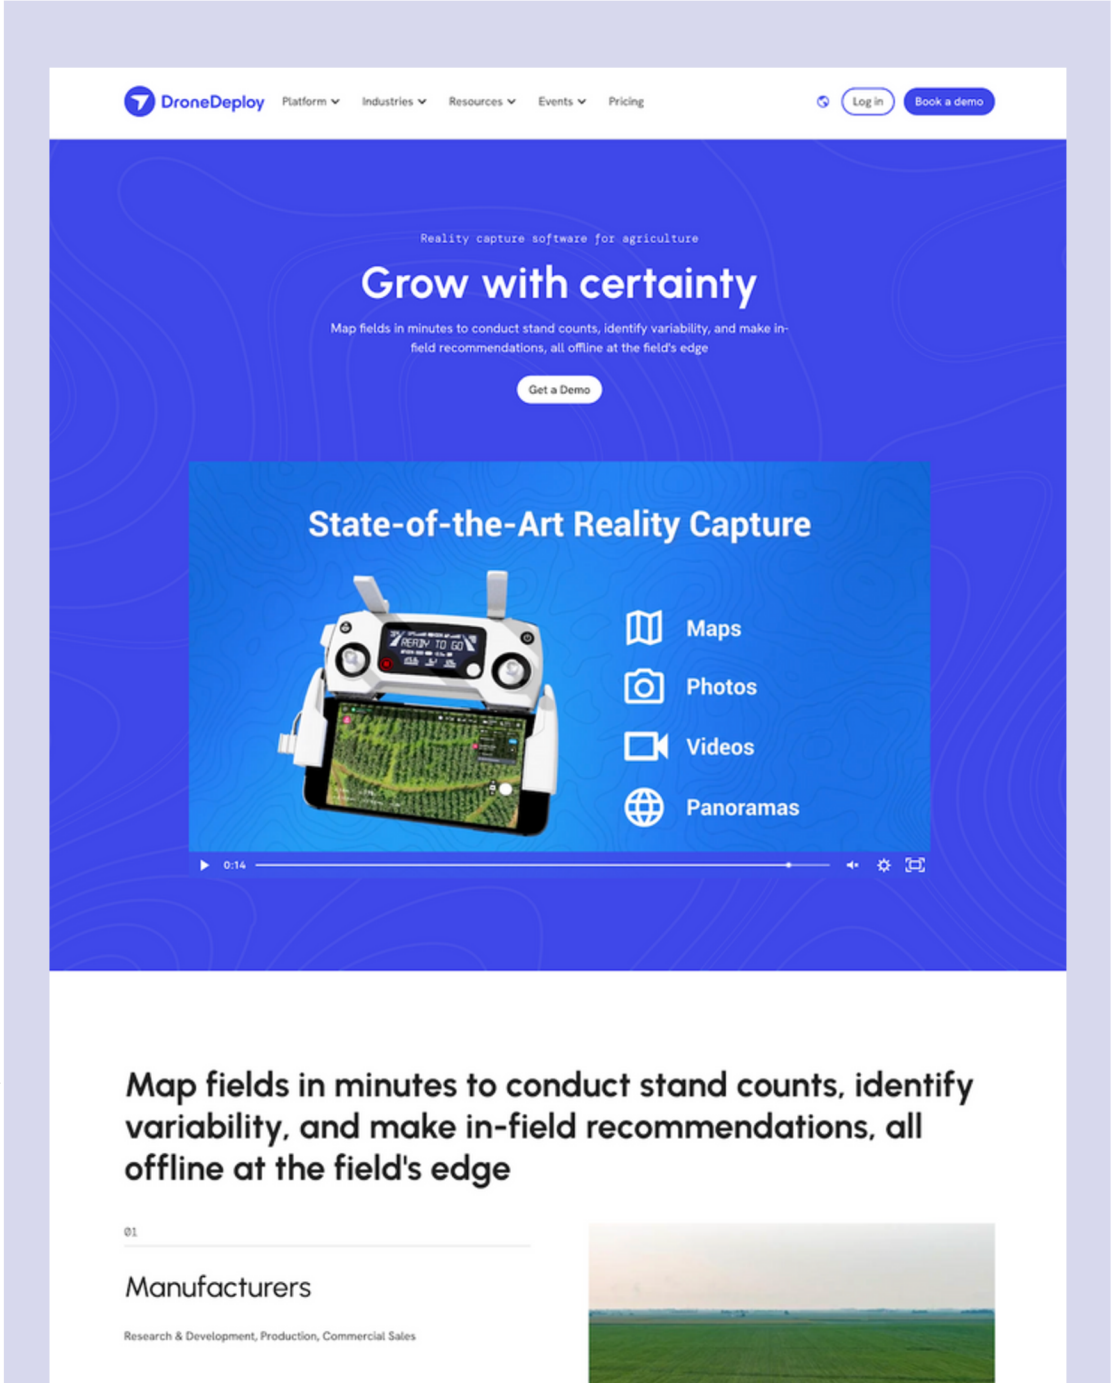 DroneDeploy
Platform
Industries
Resources
Events
Pricing
Log in
Book a demo
Reality capture software for agriculture
Grow with certainty
Map fields in minutes to conduct stand counts, identify variability, and make in-
field recommendations, all offline at the field's edge
Get a Demo
State-of-the-Art Reality Capture
READY TO GO
Maps
Photos
Videos
Panoramas
0:14
Map fields in minutes to conduct stand counts, identify
variability, and make in-field recommendations, all
offline at the field's edge
01
Manufacturers
Research & Development, Production, Commercial Sales